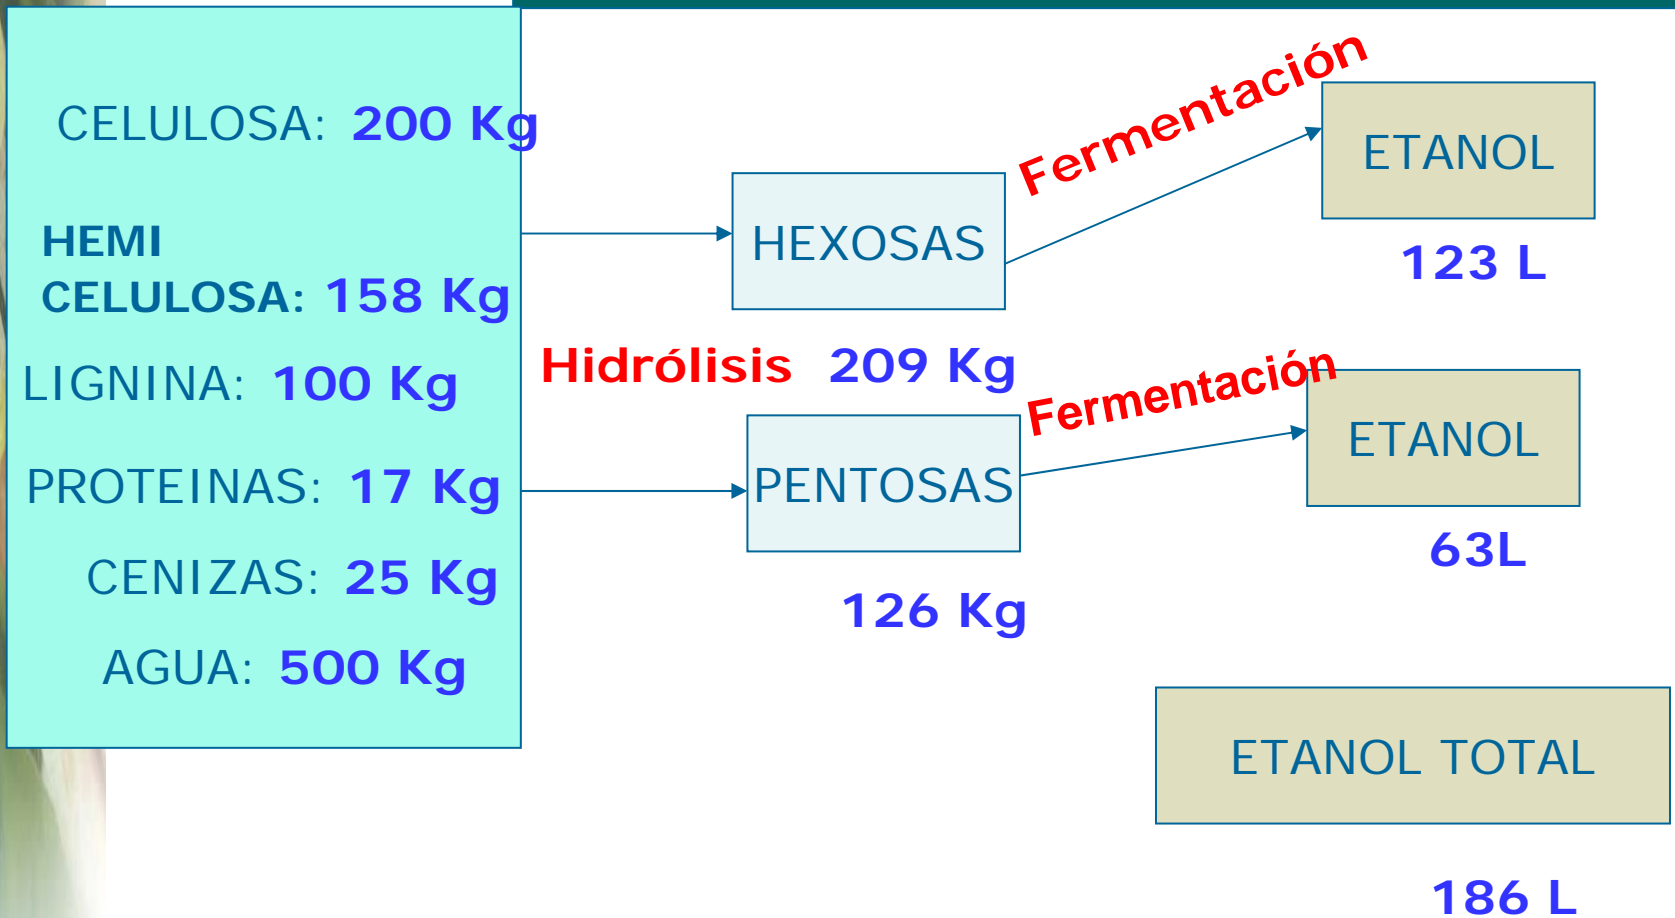 CELULOSA: 200 Kg
HEMI
CELULOSA: 158 Kg
LIGNINA: 100 Kg
PROTEINAS: 17 Kg
CENIZAS: 25 Kg
AGUA: 500 Kg
HEXOSAS
Hidrólisis 209 Kg
PENTOSAS
126 Kg
Fermentación
ETANOL
123 L
Fermentación
ETANOL
63L
ETANOL TOTAL
186 L